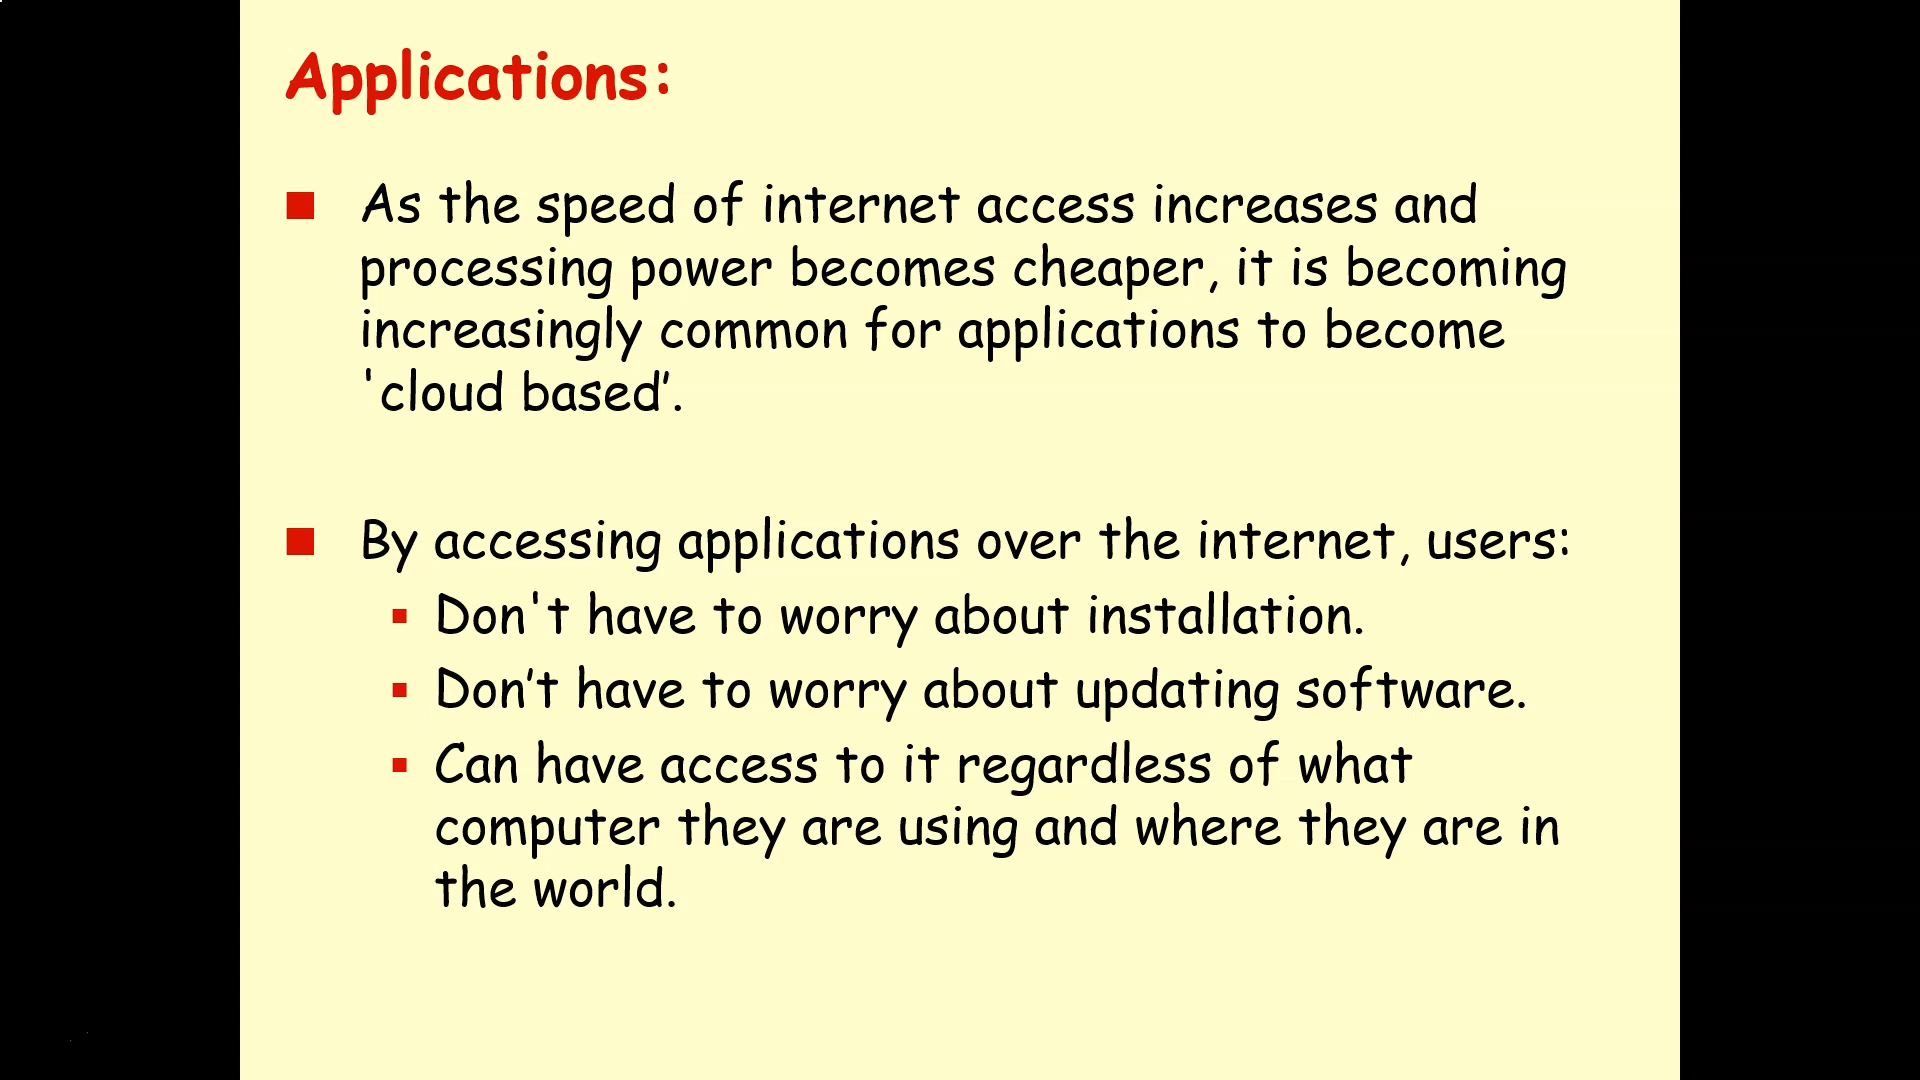 Applications:
As the speed of internet access increases and
processing power becomes cheaper, it is becoming
increasingly common for applications to become
'cloud based’.
By accessing applications over the internet, users:
Don't have to worry about installation.
Don’t have to worry about updating software.
Can have access to it regardless of what
computer they are using and where they are in
the world.